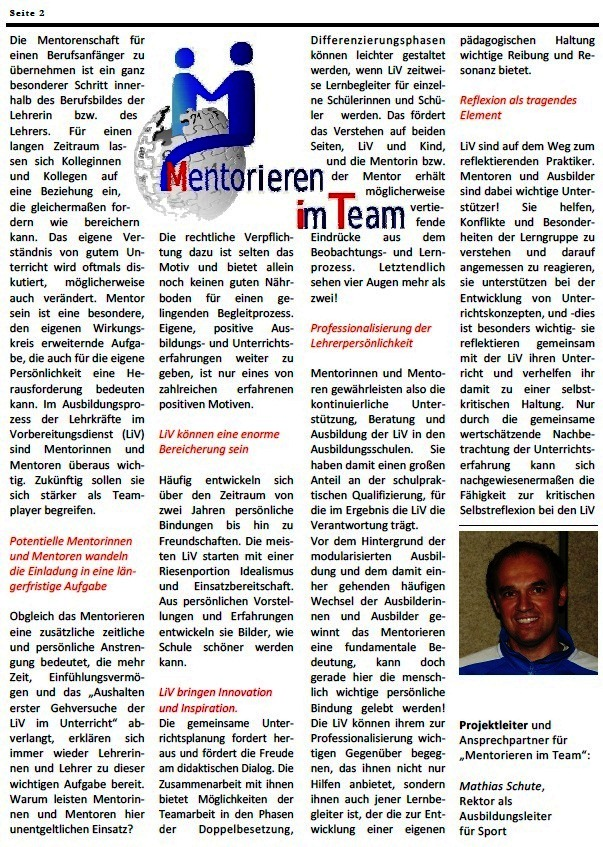 Seite 2
Die Mentorenschaft für
einen Berufsanfänger zu
übernehmen ist ein ganz
besonderer Schritt inner-
halb des Berufsbildes der
Lehrerin bzw. des
Lehrers. Für einen
langen Zeitraum las-
sen sich Kolleginnen
und Kollegen auf
eine Beziehung ein,
die gleichermaßen for-
dern wie bereichern
kann. Das eigene Ver-
ständnis von gutem Un-
terricht wird oftmals dis-
kutiert, möglicherweise
auch verändert. Mentor
sein ist eine besondere,
den eigenen Wirkungs-
kreis erweiternde Aufga-
be, die auch für die eigene
Persönlichkeit eine He-
rausforderung bedeuten
kann. Im Ausbildungspro-
zess der Lehrkräfte im
Vorbereitungsdienst (LiV)
sind Mentorinnen und
Mentoren überaus wich-
tig. Zukünftig sollen sie
sich stärker als Team-
player begreifen.
Potentielle Mentorinnen
und Mentoren wandeln
die Einladung in eine län-
gerfristige Aufgabe
Obgleich das Mentorieren
eine zusätzliche zeitliche
und persönliche Anstren-
gung bedeutet, die mehr
Zeit, Einfühlungsvermö-
gen und das „Aushalten
erster Gehversuche der
LiV im Unterricht“ ab-
verlangt, erklären sich
immer wieder Lehrerin-
nen und Lehrer zu dieser
wichtigen Aufgabe bereit.
Warum leisten Mentorin-
nen und Mentoren hier
unentgeltlichen Einsatz?
Mentorieren
im Team
Die rechtliche Verpflich-
tung dazu ist selten das
Motiv und bietet allein
noch keinen guten Nähr-
boden für einen ge-
lingenden Begleitprozess.
Eigene, positive Aus-
bildungs- und Unterrichts-
erfahrungen weiter zu
geben, ist nur eines von
zahlreichen erfahrenen
positiven Motiven.
LiV können eine enorme
Bereicherung sein
Häufig entwickeln sich
über den Zeitraum von
zwei Jahren persönliche
Bindungen bis hin zu
Freundschaften. Die meis-
ten LiV starten mit einer
Riesenportion Idealismus
und Einsatzbereitschaft.
Aus persönlichen Vorstel-
lungen und Erfahrungen
entwickeln sie Bilder, wie
Schule schöner werden
kann.
LiV bringen Innovation
und Inspiration.
Die gemeinsame Unter-
richtsplanung fordert her-
aus und fördert die Freude
am didaktischen Dialog. Die
Zusammenarbeit mit ihnen
bietet Möglichkeiten der
Teamarbeit in den Phasen
der Doppelbesetzung,
Differenzierungsphasen
können leichter gestaltet
werden, wenn LiV zeitwei-
se Lernbegleiter für einzel-
ne Schülerinnen und Schü-
ler werden. Das fördert
das Verstehen auf beiden
Seiten, LiV und Kind,
und die Mentorin bzw.
der Mentor erhält
möglicherweise
vertie-
fende
Eindrücke aus dem
Beobachtungs- und Lern-
prozess. Letztendlich
sehen vier Augen mehr als
zwei!
Professionalisierung der
Lehrerpersönlichkeit
Mentorinnen und Mento-
ren gewährleisten also die
kontinuierliche Unter-
stützung, Beratung und
Ausbildung der LiV in den
Ausbildungsschulen. Sie
haben damit einen großen
Anteil an der schulprak-
tischen Qualifizierung, für
die im Ergebnis die LiV die
Verantwortung trägt.
Vor dem Hintergrund der
modularisierten Ausbil-
dung und dem damit ein-
her gehenden häufigen
Wechsel der Ausbilderin-
nen und Ausbilder ge-
winnt das Mentorieren
eine fundamentale Be-
deutung, kann doch
gerade hier die mensch-
lich wichtige persönliche
Bindung gelebt werden!
Die LiV können ihrem zur
Professionalisierung wich-
tigen Gegenüber begeg-
nen, das ihnen nicht nur
Hilfen anbietet, sondern
ihnen auch jener Lernbe-
gleiter ist, der die zur Ent-
wicklung einer eigenen
pädagogischen Haltung
wichtige Reibung und Re-
sonanz bietet.
Reflexion als tragendes
Element
LiV sind auf dem Weg zum
reflektierenden Praktiker.
Mentoren und Ausbilder
sind dabei wichtige Unter-
stützer! Sie helfen,
Konflikte und Besonder-
heiten der Lerngruppe zu
verstehen und darauf
angemessen zu reagieren,
sie unterstützen bei der
Entwicklung von Unter-
richtskonzepten, und -dies
ist besonders wichtig- sie
reflektieren gemeinsam
mit der LiV ihren Unter-
richt und verhelfen ihr
damit zu einer selbst-
kritischen Haltung. Nur
durch die gemeinsame
wertschätzende Nachbe-
trachtung der Unterrichts-
erfahrung kann sich
nachgewiesenermaßen die
Fähigkeit zur kritischen
Selbstreflexion bei den LiV
Projektleiter und
Ansprechpartner für
„Mentorieren im Team“:
Mathias Schute,
Rektor als
Ausbildungsleiter
für Sport